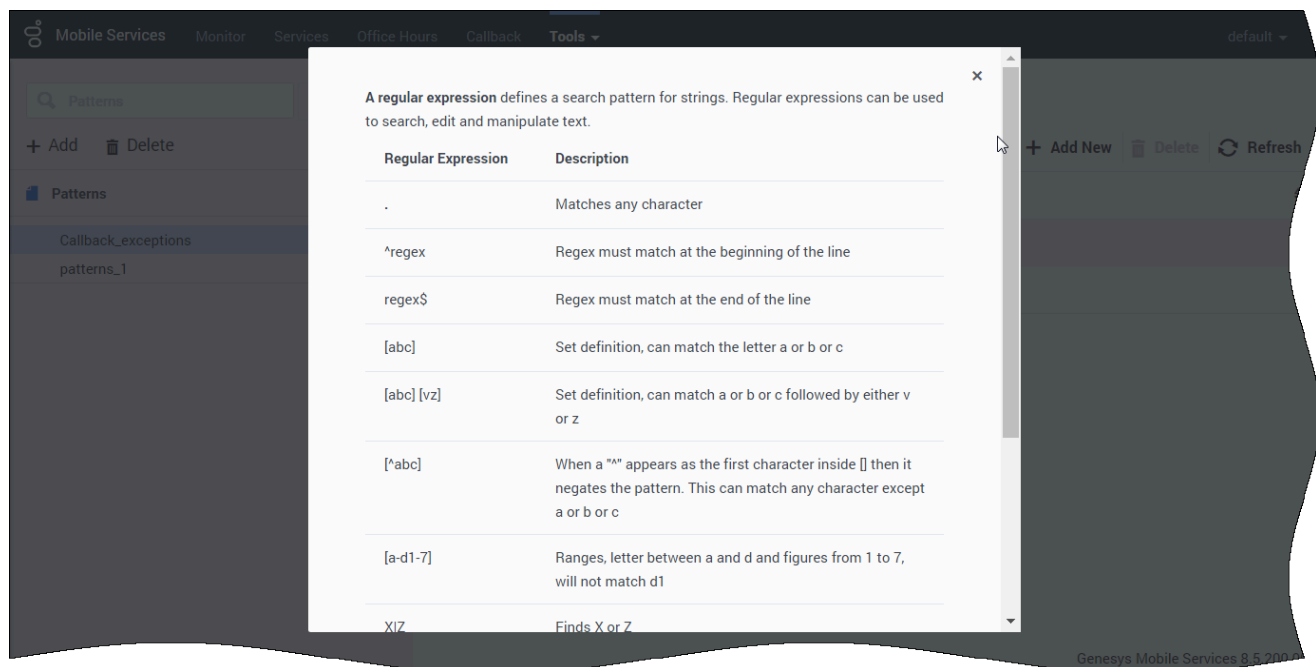 Mobile Services Monitor Services Office Hours Callback Tools default
Patterns
+ Add Delete
Patterns
Callback_exceptions
patterns_1
×
A regular expression defines a search pattern for strings. Regular expressions can be used
to search, edit and manipulate text.
Regular Expression Description
. Matches any character
^regex Regex must match at the beginning of the line
regex$ Regex must match at the end of the line
[abc] Set definition, can match the letter a or b or c
[abc] [vz] Set definition, can match a or b or c followed by either v
or z
[^abc] When a "^" appears as the first character inside [] then it
negates the pattern. This can match any character except
a or b or c
[a-d1-7] Ranges, letter between a and d and figures from 1 to 7,
will not match d1
X|Z Finds X or Z
+ Add New Delete Refresh
Genesys Mobile Services 8.5.200.0